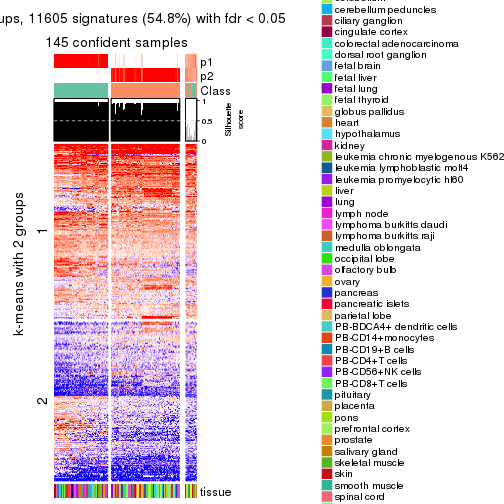 ups, 11605 signatures (54.8%) with fdr < 0.05
145 confident samples
p1
p2
Class
1
0.5
0
Silhouette
score
k-means with 2 groups
1
2
tissue
cerebellum peduncles
ciliary ganglion
cingulate cortex
colorectal adenocarcinoma
dorsal root ganglion
fetal brain
fetal liver
fetal lung
fetal thyroid
globus pallidus
heart
hypothalamus
kidney
leukemia chronic myelogenous K562
leukemia lymphoblastic molt4
leukemia promyelocytic hl60
liver
lung
lymph node
lymphoma burkitts daudi
lymphoma burkitts raji
medulla oblongata
occipital lobe
olfactory bulb
ovary
pancreas
pancreatic islets
parietal lobe
PB-BDCA4+ dendritic cells
PB-CD14+monocytes
PB-CD19+B cells
PB-CD4+T cells
PB-CD56+NK cells
PB-CD8+T cells
pituitary
placenta
pons
prefrontal cortex
prostate
salivary gland
skeletal muscle
skin
smooth muscle
spinal cord